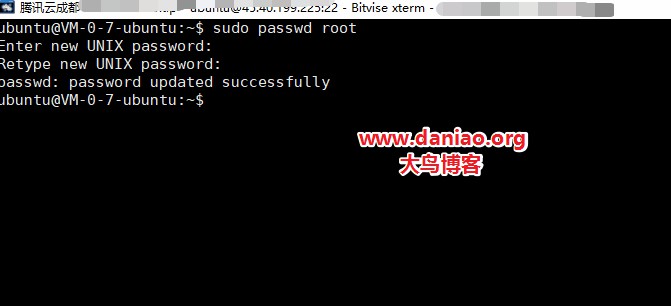 腾讯云成都 ubuntu@45.40.199.225:22 - Bitvise xterm -
ubuntu@VM-0-7-ubuntu:~$ sudo passwd root
Enter new UNIX password:
Retype new UNIX password:
passwd: password updated successfully
ubuntu@VM-0-7-ubuntu:~$
www.daniao.org
大鸟博客